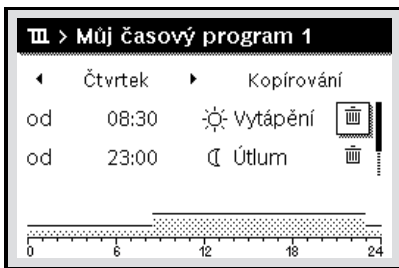 > Můj časový program 1
Čtvrtek Kopírování
od 08:30 Vytápění
od 23:00 Útlum
0 6 12 18 24